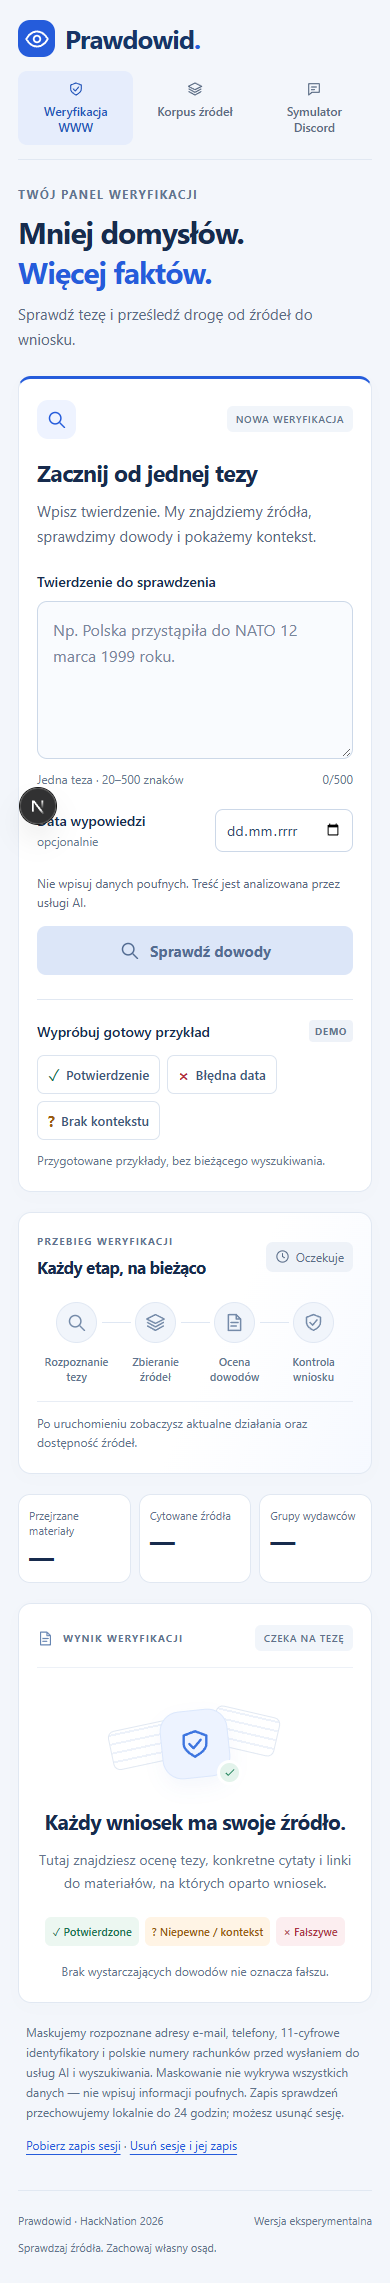 Prawdowid.
Weryfikacja
WWW
Korpus źródeł
Symulator
Discord
TWÓJ PANEL WERYFIKACJI
Mniej domysłów.
Więcej faktów.
Sprawdź tezę i prześledź drogę od źródeł do
wniosku.
NOWA WERYFIKACJA
Zacznij od jednej tezy
Wpisz twierdzenie. My znajdziemy źródła,
sprawdzimy dowody i pokażemy kontekst.
Twierdzenie do sprawdzenia
Np. Polska przystąpiła do NATO 12
marca 1999 roku.
Jedna teza · 20–500 znaków
0/500
N
Data wypowiedzi
opcjonalnie
dd.mm.rrrr
Nie wpisuj danych poufnych. Treść jest analizowana przez
usługi AI.
Sprawdź dowody
Wypróbuj gotowy przykład
DEMO
✓ Potwierdzenie
× Błędna data
? Brak kontekstu
Przygotowane przykłady, bez bieżącego wyszukiwania.
PRZEBIEG WERYFIKACJI
Każdy etap, na bieżąco
Oczekuje
Rozpoznanie
tezy
Zbieranie
źródeł
Ocena
dowodów
Kontrola
wniosku
Po uruchomieniu zobaczysz aktualne działania oraz
dostępność źródeł.
Przejrzane
materiały
—
Cytowane źródła
—
Grupy wydawców
—
WYNIK WERYFIKACJI
CZEKA NA TEZĘ
Każdy wniosek ma swoje źródło.
Tutaj znajdziesz ocenę tezy, konkretne cytaty i linki
do materiałów, na których oparto wniosek.
✓ Potwierdzone
? Niepewne / kontekst
× Fałszywe
Brak wystarczających dowodów nie oznacza fałszu.
Maskujemy rozpoznane adresy e-mail, telefony, 11-cyfrowe
identyfikatory i polskie numery rachunków przed wysłaniem do
usług AI i wyszukiwania. Maskowanie nie wykrywa wszystkich
danych — nie wpisuj informacji poufnych. Zapis sprawdzeń
przechowujemy lokalnie do 24 godzin; możesz usunąć sesję.
Pobierz zapis sesji · Usuń sesję i jej zapis
Prawdowid · HackNation 2026
Wersja eksperymentalna
Sprawdzaj źródła. Zachowaj własny osąd.